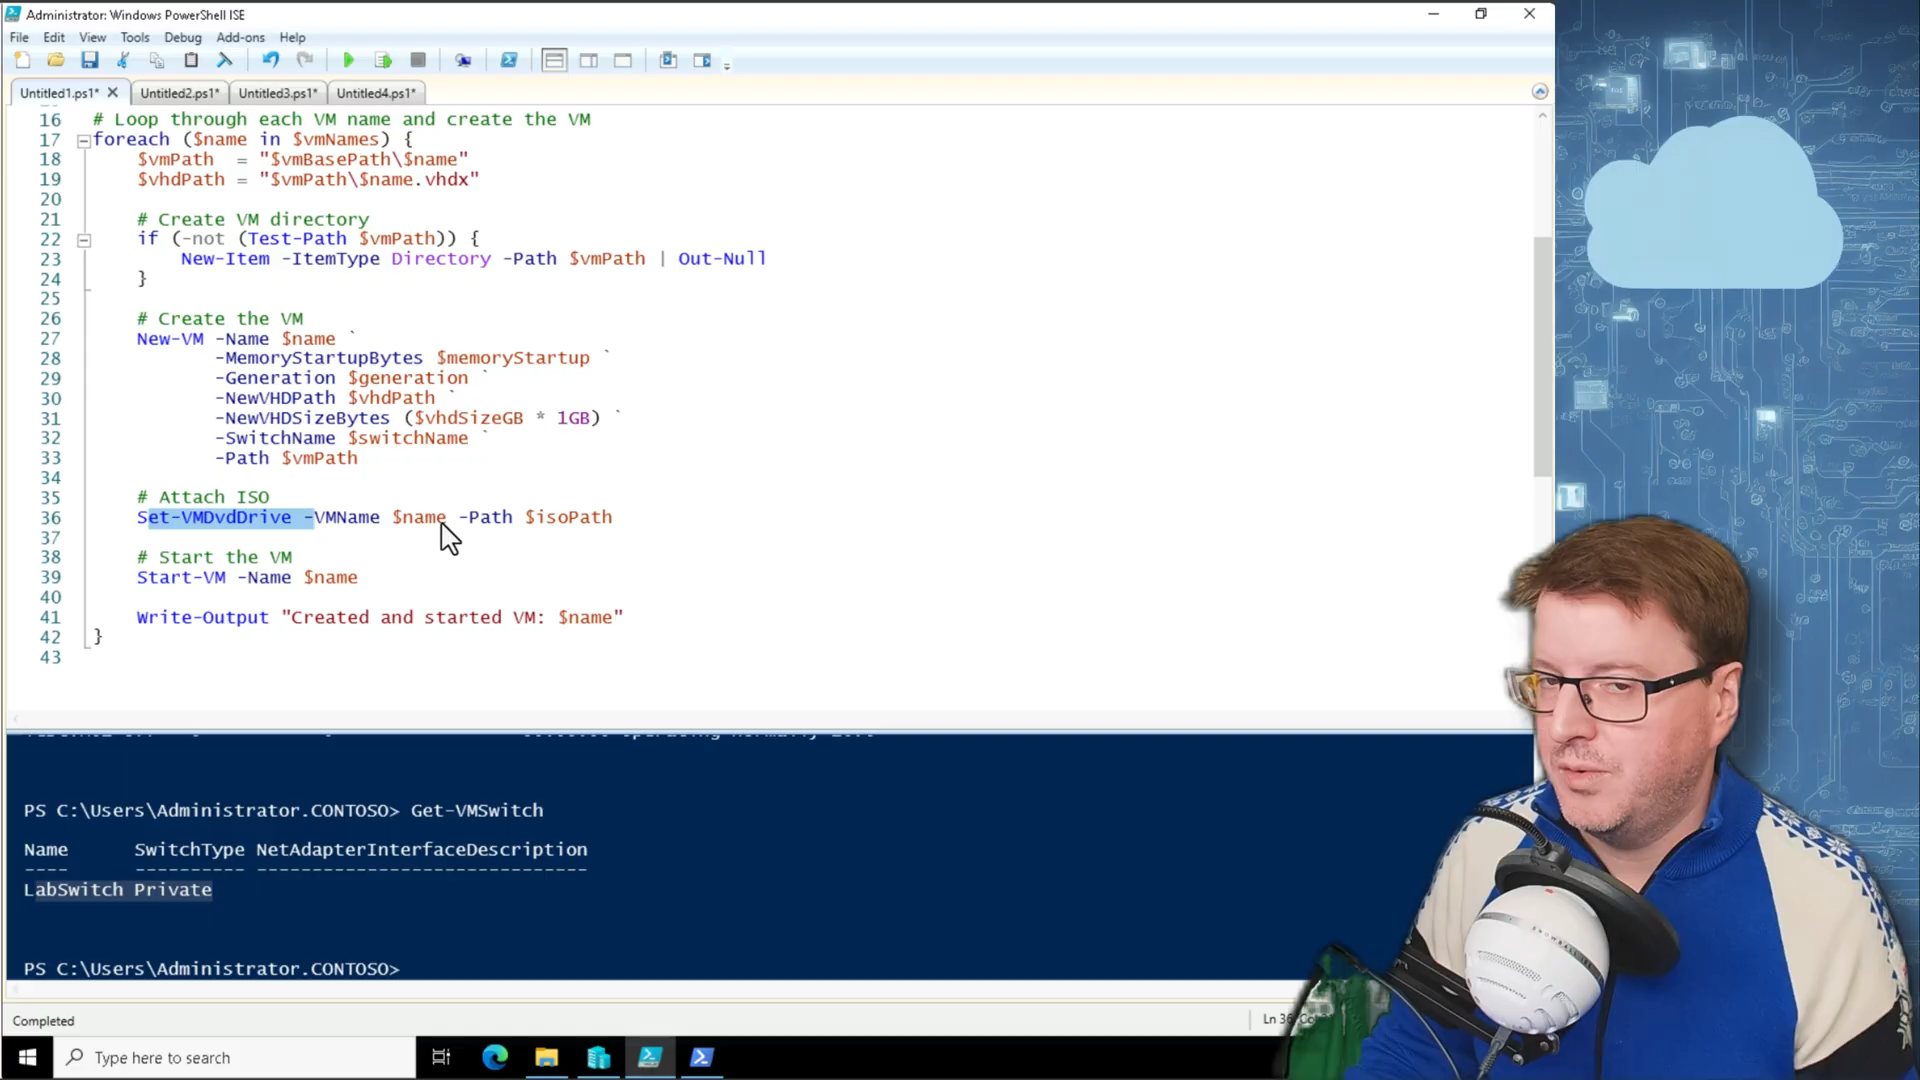 Administrator: Windows PowerShell ISE
File Edit View Tools Debug Add-ons Help
Untitled1.ps1* Untitled2.ps1* Untitled3.ps1* Untitled4.ps1*
16 # Loop through each VM name and create the VM
17 foreach ($name in $vmNames) {
18 $vmPath = "$vmBasePath\$name"
19 $vhdPath = "$vmPath\$name.vhdx"
20
21 # Create VM directory
22 if (-not (Test-Path $vmPath)) {
23 New-Item -ItemType Directory -Path $vmPath | Out-Null
24 }
25
26 # Create the VM
27 New-VM -Name $name `
28 -MemoryStartupBytes $memoryStartup `
29 -Generation $generation `
30 -NewVHDPath $vhdPath `
31 -NewVHDSizeBytes ($vhdSizeGB * 1GB) `
32 -SwitchName $switchName `
33 -Path $vmPath
34
35 # Attach ISO
36 Set-VMDvdDrive -VMName $name -Path $isoPath
37
38 # Start the VM
39 Start-VM -Name $name
40
41 Write-Output "Created and started VM: $name"
42 }
43
PS C:\Users\Administrator.CONTOSO> Get-VMSwitch
Name SwitchType NetAdapterInterfaceDescription
---- ---------- ------------------------------
LabSwitch Private
PS C:\Users\Administrator.CONTOSO>
Completed
Ln 36
Type here to search